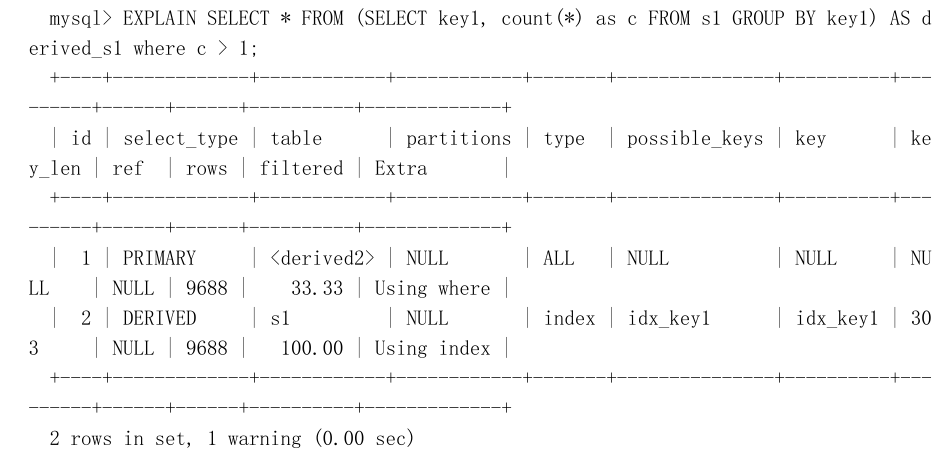 mysql> EXPLAIN SELECT * FROM (SELECT key1, count(*) as c FROM s1 GROUP BY key1) AS d
erived_s1 where c > 1;
+----+-------------+------------+------------+-------+---------------+----------+---
------+------+------+----------+-------------+
| id | select_type | table      | partitions | type  | possible_keys | key      | ke
y_len | ref  | rows | filtered | Extra       |
+----+-------------+------------+------------+-------+---------------+----------+---
------+------+------+----------+-------------+
|  1 | PRIMARY     | <derived2> | NULL       | ALL   | NULL          | NULL     | NU
LL    | NULL | 9688 |    33.33 | Using where |
|  2 | DERIVED     | s1         | NULL       | index | idx_key1      | idx_key1 | 30
3     | NULL | 9688 |   100.00 | Using index |
+----+-------------+------------+------------+-------+---------------+----------+---
------+------+------+----------+-------------+
2 rows in set, 1 warning (0.00 sec)